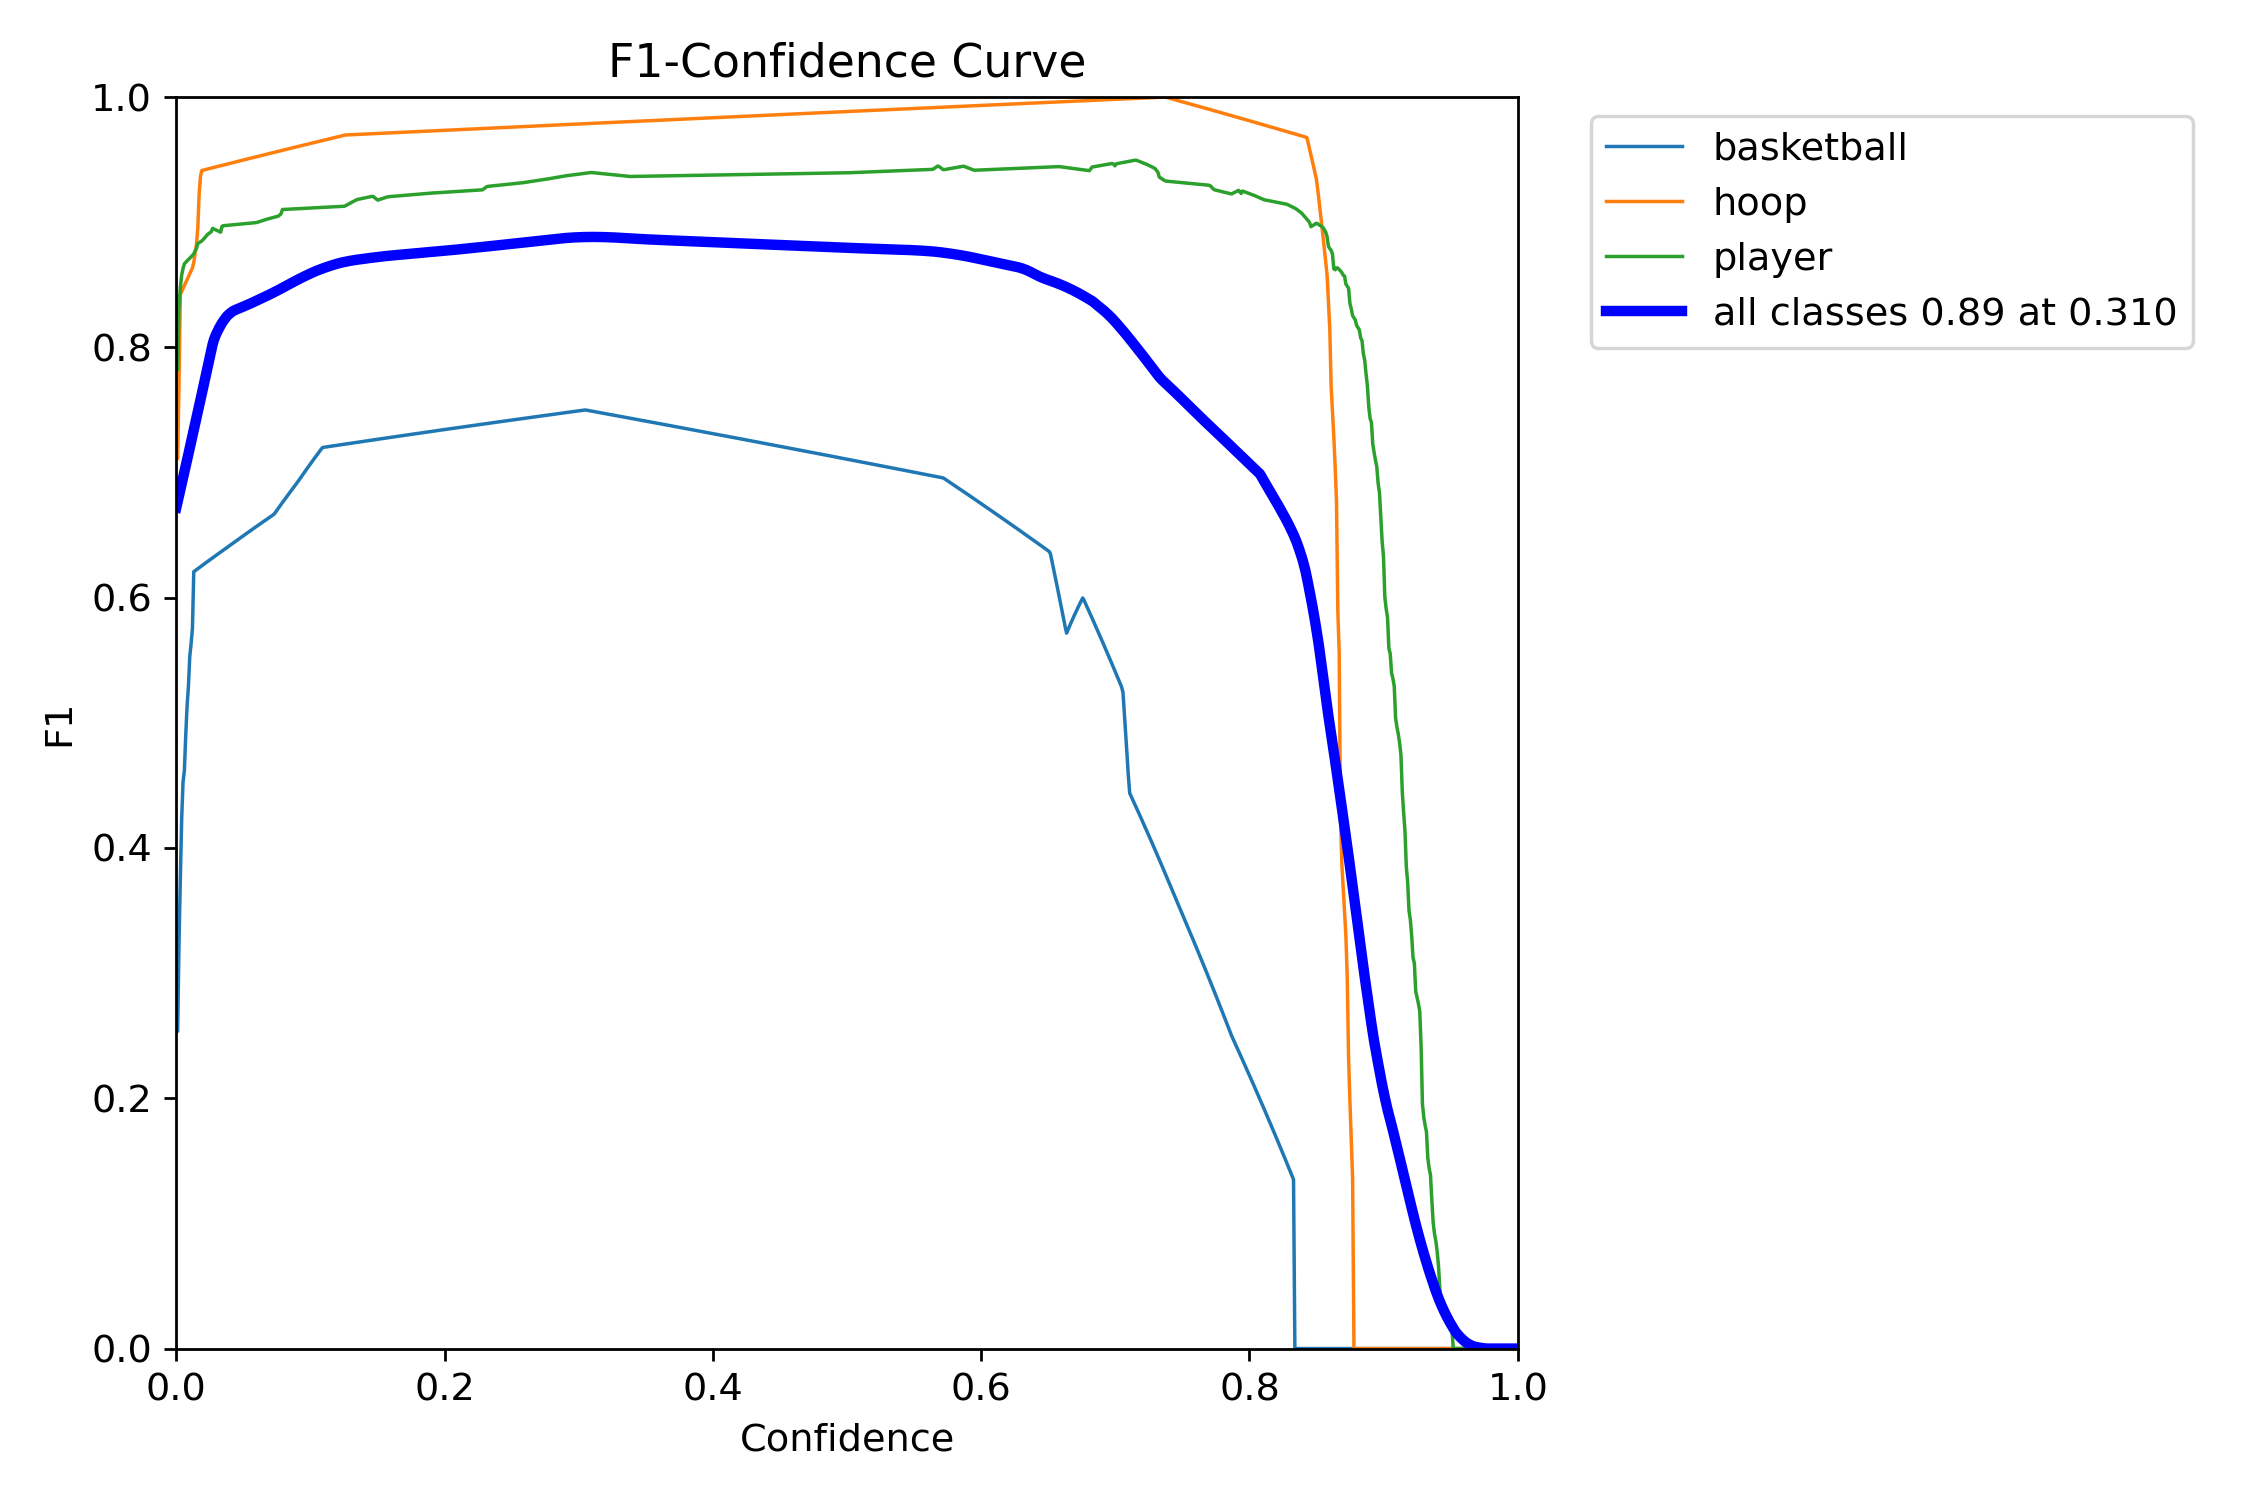 F1-Confidence Curve
basketball
hoop
player
all classes 0.89 at 0.310
F1
1.0
0.8
0.6
0.4
0.2
0.0
0.0 0.2 0.4 0.6 0.8 1.0
Confidence